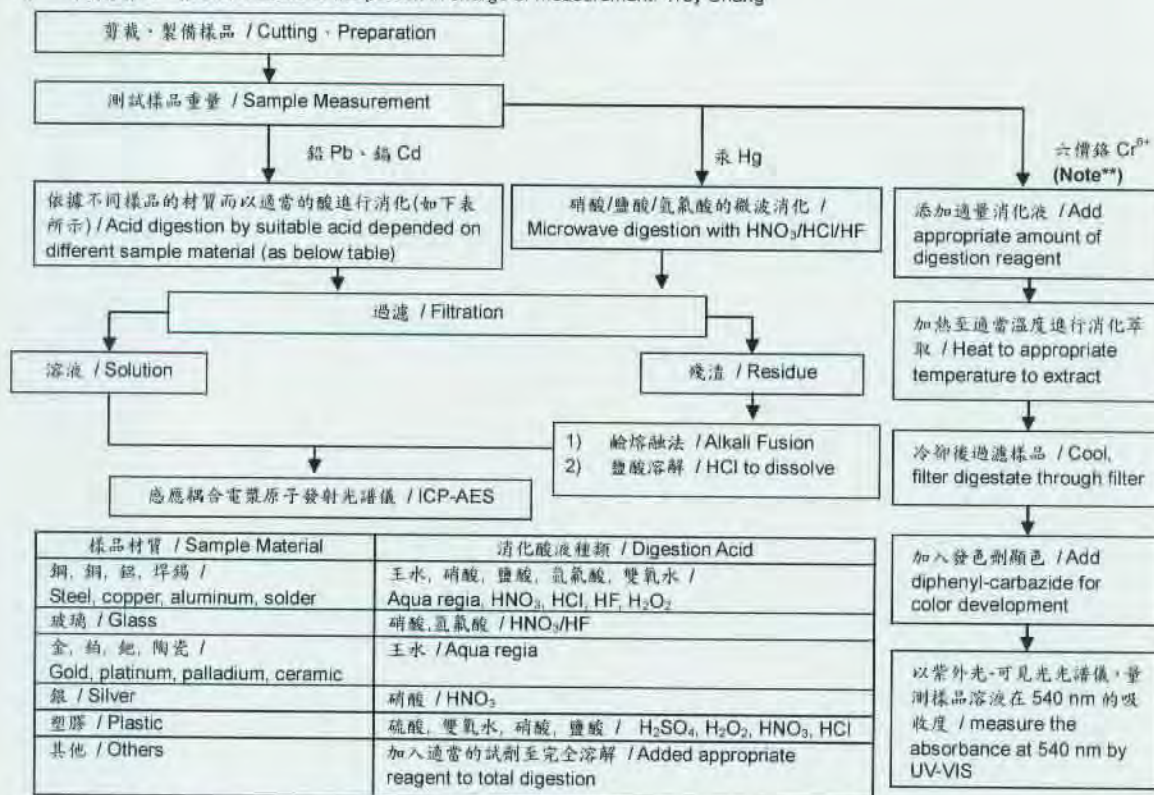 剪裁、製備樣品 / Cutting、Preparation
測試樣品重量 / Sample Measurement
鉛 Pb、鎘 Cd
汞 Hg
六價鉻 Cr6+
(Note**)
依據不同樣品的材質而以適當的酸進行消化(如下表
所示) / Acid digestion by suitable acid depended on
different sample material (as below table)
硝酸/鹽酸/氫氟酸的微波消化 /
Microwave digestion with HNO₃/HCl/HF
添加適量消化液 / Add
appropriate amount of
digestion reagent
過濾 / Filtration
加熱至適當溫度進行消化萃
取 / Heat to appropriate
temperature to extract
溶液 / Solution
殘渣 / Residue
1) 鹼熔融法 / Alkali Fusion
2) 鹽酸溶解 / HCl to dissolve
冷卻後過濾樣品 / Cool,
filter digestate through filter
感應耦合電漿原子發射光譜儀 / ICP-AES
樣品材質 / Sample Material
消化酸液種類 / Digestion Acid
鋼, 銅, 鋁, 焊錫 /
Steel, copper, aluminum, solder
王水, 硝酸, 鹽酸, 氫氟酸, 雙氧水 /
Aqua regia, HNO₃, HCl, HF, H₂O₂
玻璃 / Glass
硝酸,氫氟酸 / HNO₃/HF
金, 鉑, 鈀, 陶瓷 /
Gold, platinum, palladium, ceramic
王水 / Aqua regia
銀 / Silver
硝酸 / HNO₃
塑膠 / Plastic
硫酸, 雙氧水, 硝酸, 鹽酸 / H₂SO₄, H₂O₂, HNO₃, HCl
其他 / Others
加入適當的試劑至完全溶解 / Added appropriate
reagent to total digestion
加入發色劑顯色 / Add
diphenyl-carbazide for
color development
以紫外光-可見光光譜儀,量
測樣品溶液在 540 nm 的吸
收度 / measure the
absorbance at 540 nm by
UV-VIS